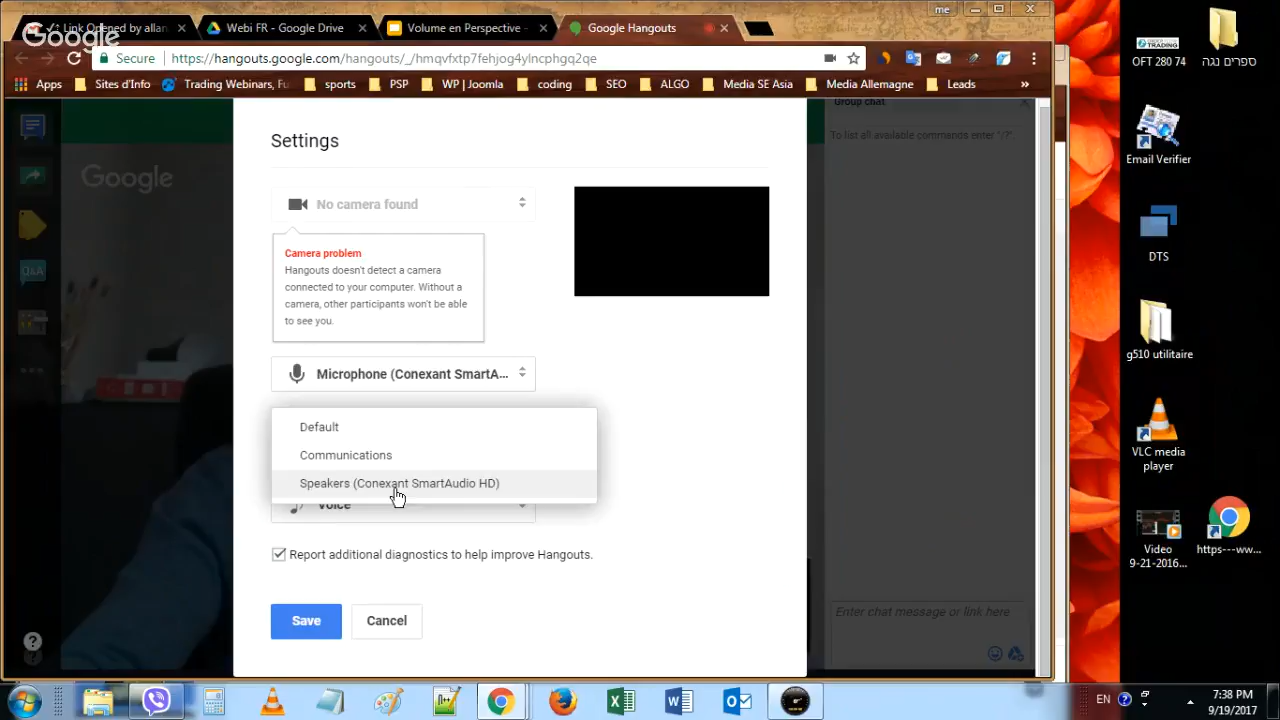 me
Link Opened by allan
Webi FR - Google Drive
Volume en Perspective -
Google Hangouts
Google
Secure
https://hangouts.google.com/hangouts/_/hmqvfxtp7fehjog4ylncphgq2qe
Apps
Sites d'Info
Trading Webinars, Fu
sports
PSP
WP | Joomla
coding
SEO
ALGO
Media SE Asia
Media Allemagne
Leads
»
Google
Q&A
Settings
No camera found
Camera problem
Hangouts doesn't detect a camera
connected to your computer. Without a
camera, other participants won't be able
to see you.
Microphone (Conexant SmartA...
Default
Communications
Speakers (Conexant SmartAudio HD)
Voice
Report additional diagnostics to help improve Hangouts.
Save
Cancel
Group chat
To list all available commands enter "/?"
Enter chat message or link here
OFT 280 74
ספרים נגה
Email Verifier
DTS
g510 utilitaire
VLC media
player
Video
9-21-2016...
https---ww...
EN
7:38 PM
9/19/2017